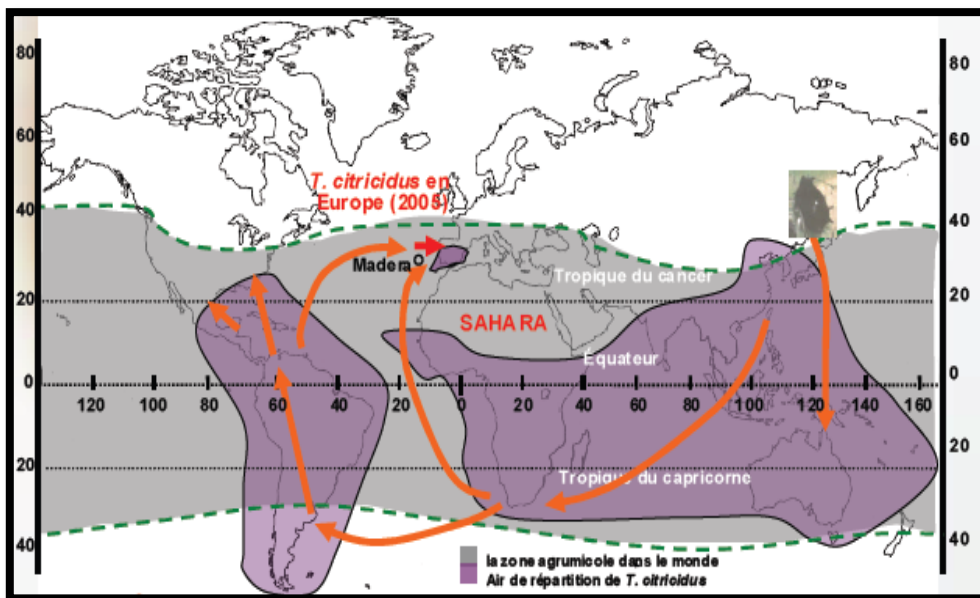 80
80
60
60
T. citricidus en
Europe (2005)
40
40
Madera
Tropique du cancer
20
20
SAHARA
Équateur
0
0
120 100 80 60 40 20 0 20 40 60 80 100 120 140 160
20
20
Tropique du capricorne
40
40
la zone agrumicole dans le monde
Air de répartition de T. citricidus